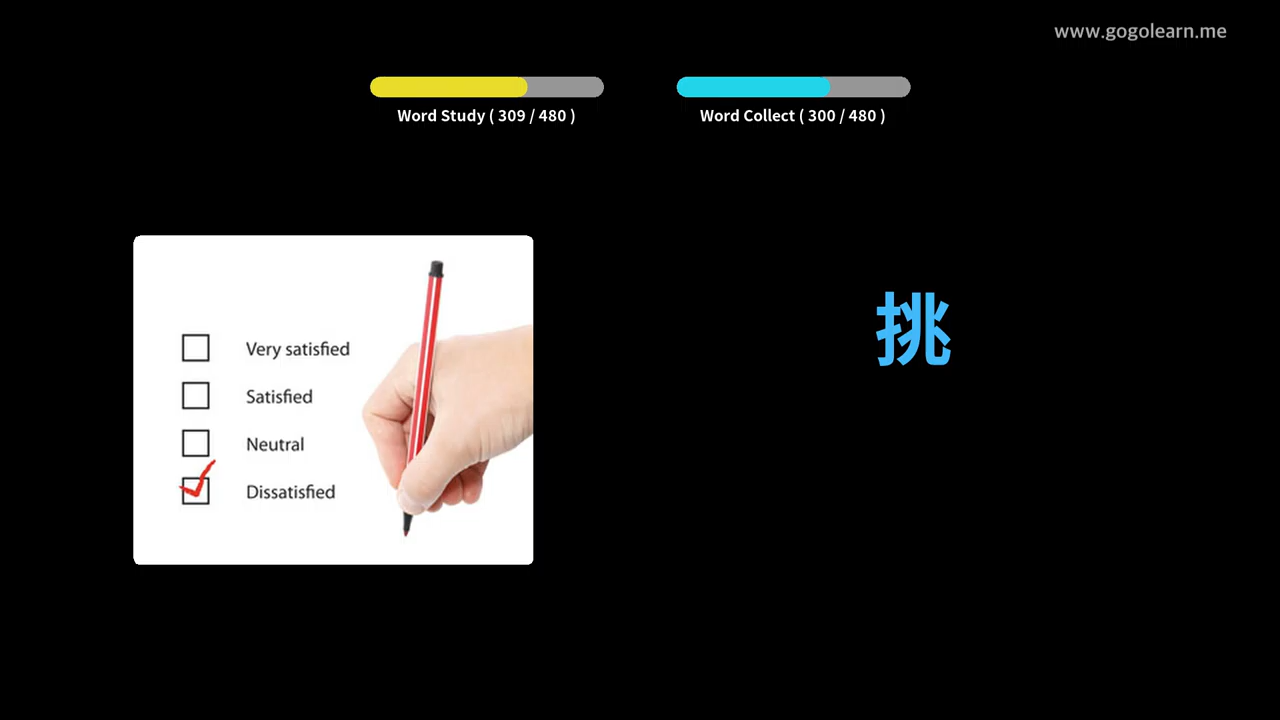 www.gogolearn.me
Word Study ( 309 / 480 )
Word Collect ( 300 / 480 )
Very satisfied
Satisfied
Neutral
Dissatisfied
挑